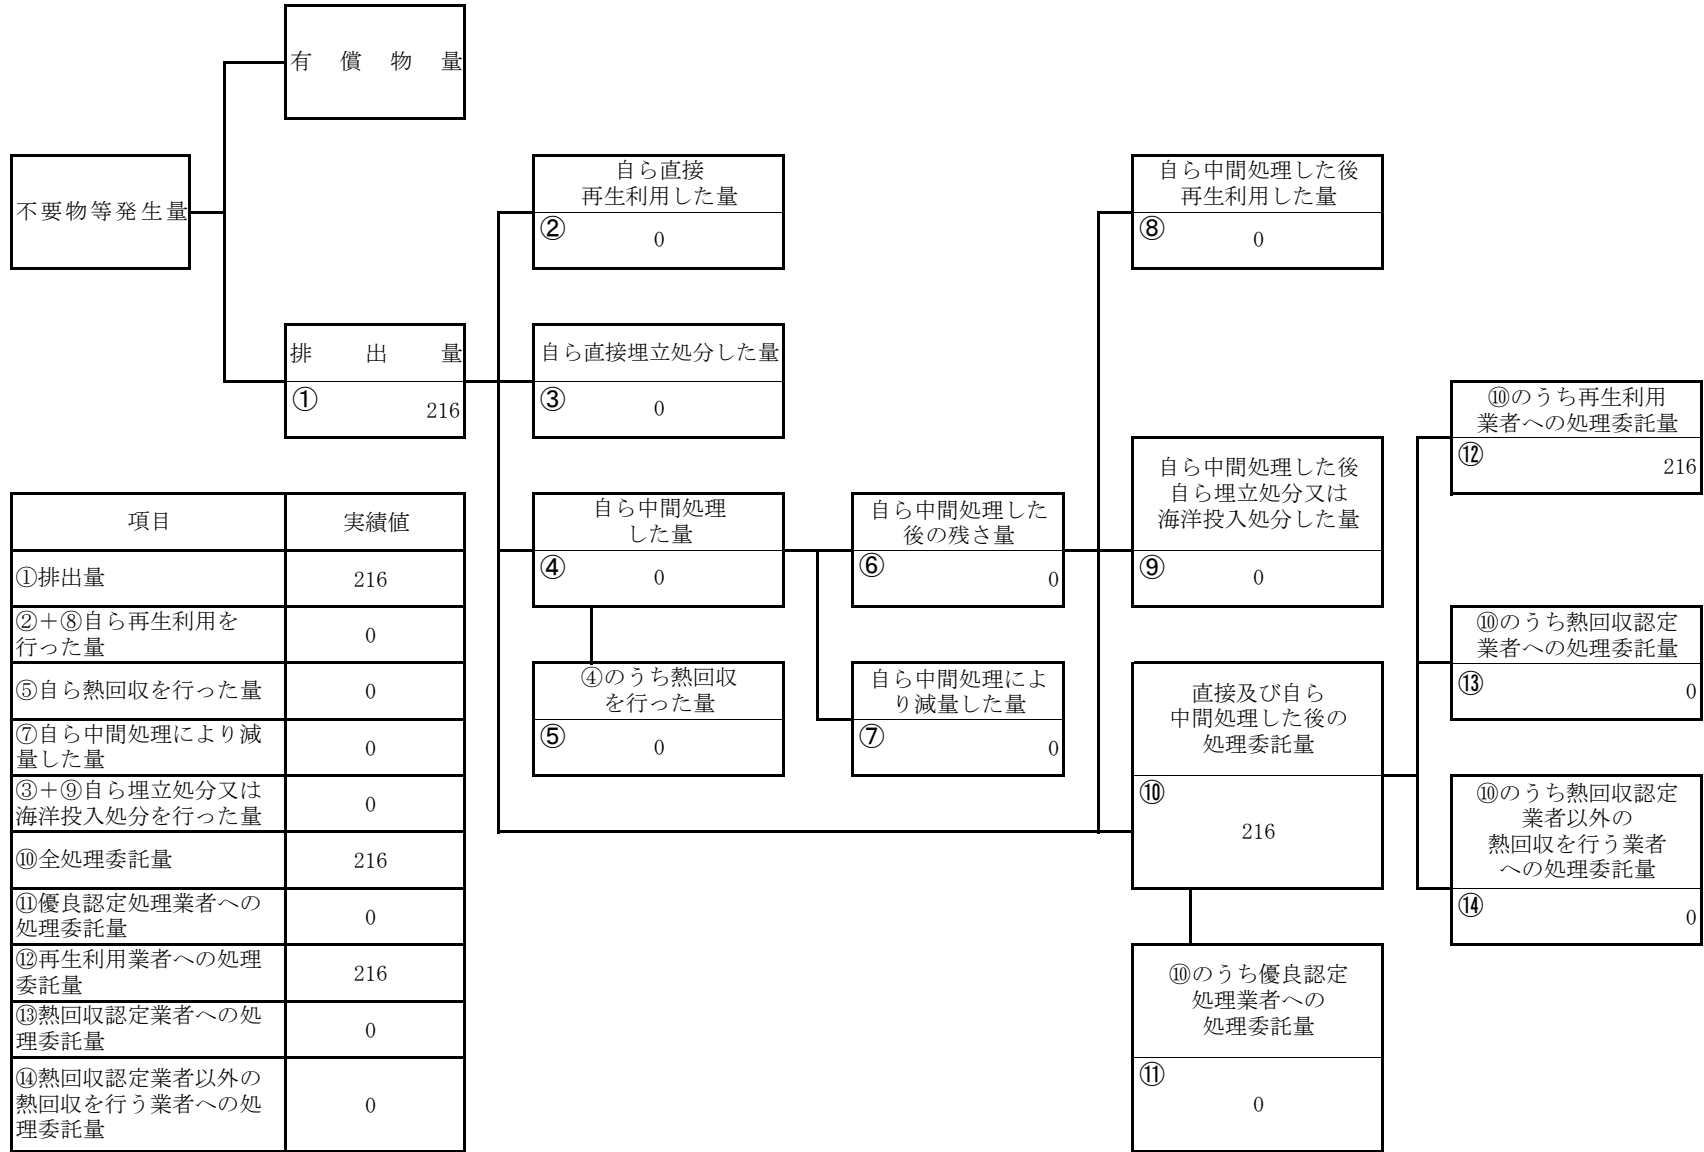 有償物量
不要物等発生量
排出量
①
216
自ら直接
再生利用した量
②
0
自ら直接埋立処分した量
③
0
自ら中間処理
した量
④
0
④のうち熱回収
を行った量
⑤
0
自ら中間処理した
後の残さ量
⑥
0
自ら中間処理によ
り減量した量
⑦
0
自ら中間処理した後
再生利用した量
⑧
0
自ら中間処理した後
自ら埋立処分又は
海洋投入処分した量
⑨
0
直接及び自ら
中間処理した後の
処理委託量
⑩
216
⑩のうち優良認定
処理業者への
処理委託量
⑪
0
⑩のうち再生利用
業者への処理委託量
⑫
216
⑩のうち熱回収認定
業者への処理委託量
⑬
0
⑩のうち熱回収認定
業者以外の
熱回収を行う業者
への処理委託量
⑭
0
項目 実績値
①排出量 216
②＋⑧自ら再生利用を
行った量 0
⑤自ら熱回収を行った量 0
⑦自ら中間処理により減
量した量 0
③＋⑨自ら埋立処分又は
海洋投入処分を行った量 0
⑩全処理委託量 216
⑪優良認定処理業者への
処理委託量 0
⑫再生利用業者への処理
委託量 216
⑬熱回収認定業者への処
理委託量 0
⑭熱回収認定業者以外の
熱回収を行う業者への処
理委託量 0